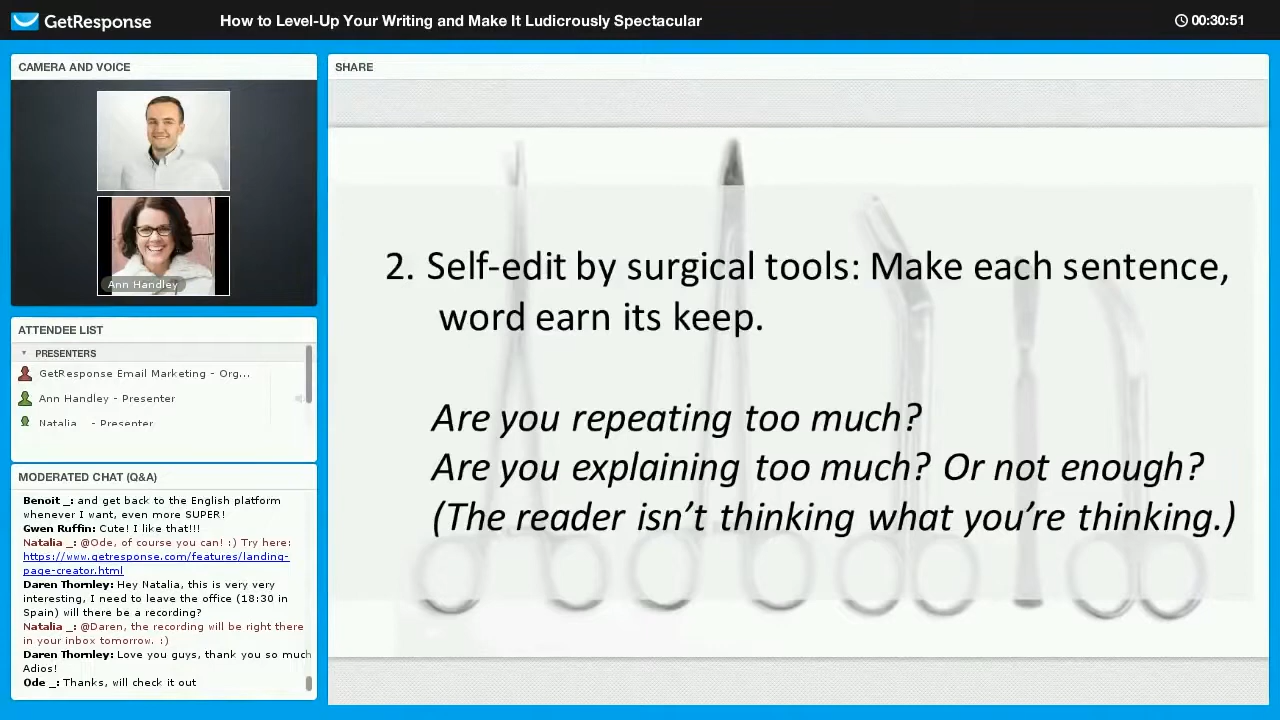 GetResponse
How to Level-Up Your Writing and Make It Ludicrously Spectacular
00:30:51
CAMERA AND VOICE
Ann Handley
ATTENDEE LIST
PRESENTERS
GetResponse Email Marketing - Org...
Ann Handley - Presenter
Natalia _ - Presenter
MODERATED CHAT (Q&A)
Benoit _: and get back to the English platform
whenever I want, even more SUPER!
Gwen Ruffin: Cute! I like that!!!
Natalia _: @Ode, of course you can! :) Try here:
https://www.getresponse.com/features/landing-
page-creator.html
Daren Thornley: Hey Natalia, this is very very
interesting, I need to leave the office (18:30 in
Spain) will there be a recording?
Natalia _: @Daren, the recording will be right there
in your inbox tomorrow. :)
Daren Thornley: Love you guys, thank you so much
Adios!
Ode _: Thanks, will check it out
SHARE
2. Self-edit by surgical tools: Make each sentence,
word earn its keep.
Are you repeating too much?
Are you explaining too much? Or not enough?
(The reader isn't thinking what you're thinking.)